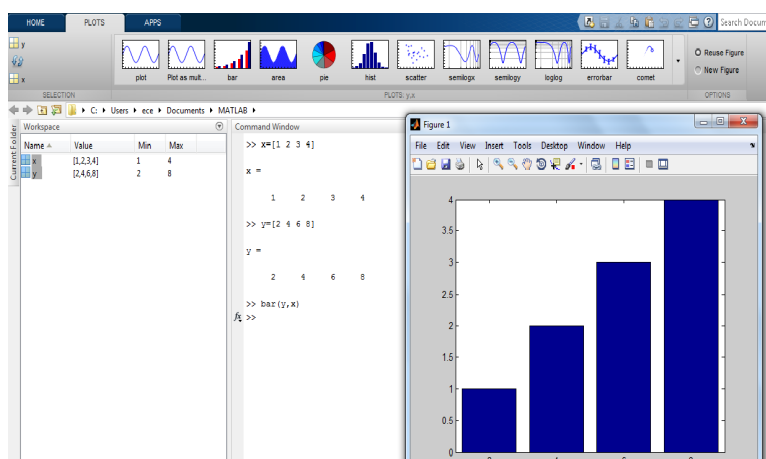 HOME PLOTS APPS Search Docum
y
x
plot Plot as mult... bar area pie hist scatter semilogx semilogy loglog errorbar comet
Reuse Figure
New Figure
SELECTION PLOTS: y,x OPTIONS
C: Users ece Documents MATLAB
Current Folder
Workspace
Name Value Min Max
x [1,2,3,4] 1 4
y [2,4,6,8] 2 8
Command Window
>> x=[1 2 3 4]
x =
1 2 3 4
>> y=[2 4 6 8]
y =
2 4 6 8
>> bar(y,x)
fx >>
Figure 1
File Edit View Insert Tools Desktop Window Help
4
3.5
3
2.5
2
1.5
1
0.5
0